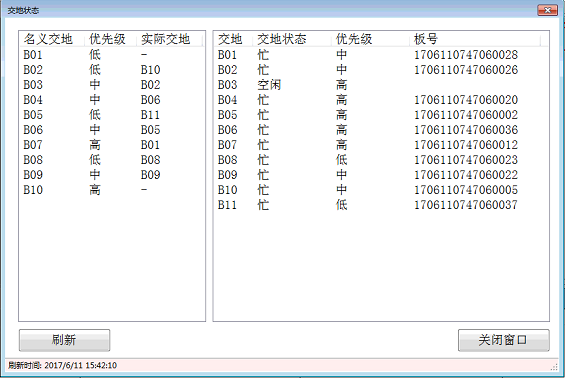 交地状态
名义交地 优先级 实际交地
B01 低 -
B02 低 B10
B03 中 B02
B04 中 B06
B05 低 B11
B06 中 B05
B07 高 B01
B08 低 B08
B09 中 B09
B10 高 -
交地 交地状态 优先级 板号
B01 忙 中 1706110747060028
B02 忙 中 1706110747060026
B03 空闲 高
B04 忙 高 1706110747060020
B05 忙 高 1706110747060002
B06 忙 高 1706110747060036
B07 忙 高 1706110747060012
B08 忙 低 1706110747060023
B09 忙 中 1706110747060022
B10 忙 中 1706110747060005
B11 忙 低 1706110747060037
刷新 关闭窗口
刷新时间: 2017/6/11 15:42:10